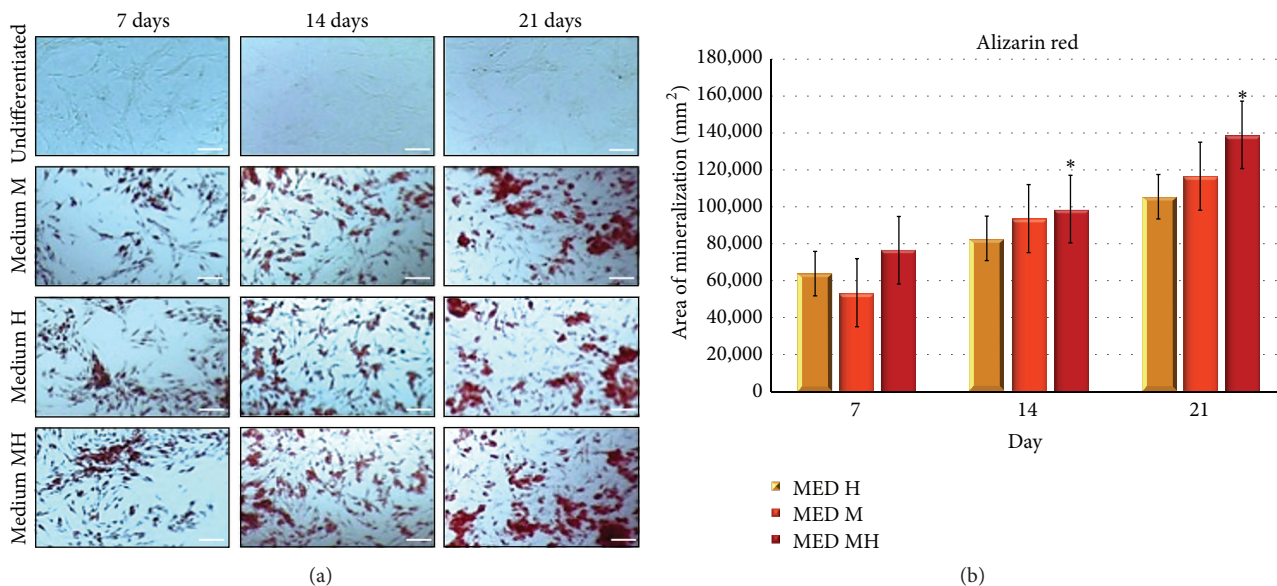 7 days
14 days
21 days
Undifferentiated
Medium M
Medium H
Medium MH
(a)
Alizarin red
Area of mineralization (mm²)
180,000
160,000
140,000
120,000
100,000
80,000
60,000
40,000
20,000
0
*
*
7
14
21
Day
MED H
MED M
MED MH
(b)